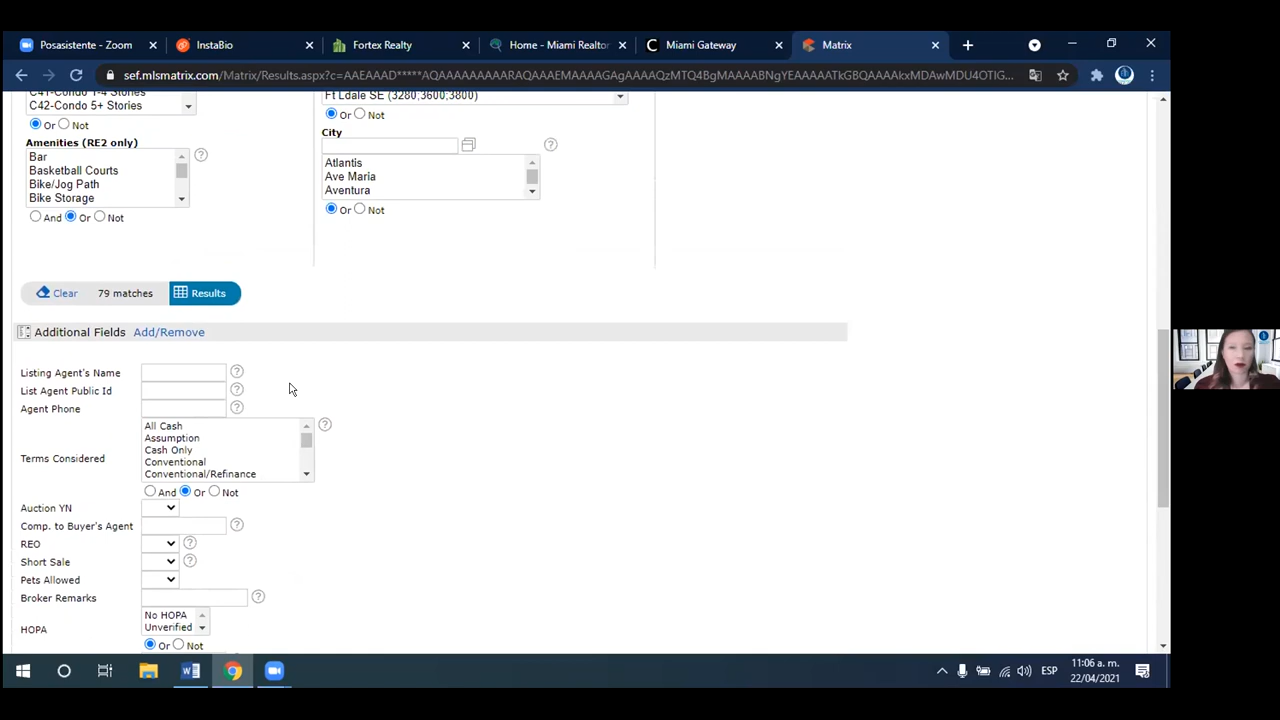 Posasistente - Zoom
InstaBio
Fortex Realty
Home - Miami Realtor
Miami Gateway
Matrix
sef.mlsmatrix.com/Matrix/Results.aspx?c=AAEAAAD*****AQAAAAAAAAARAQAAAEMAAAAGAgAAAAQzMTQ4BgMAAAABNgYEAAAAATkGBQAAAAkxMDAwMDU4OTIG...
C41-Condo 1-4 Stories
C42-Condo 5+ Stories
Ft Ldale SE (3280;3600;3800)
Or Not
Or Not
City
Amenities (RE2 only)
Bar
Basketball Courts
Bike/Jog Path
Bike Storage
And Or Not
Atlantis
Ave Maria
Aventura
Or Not
Clear 79 matches Results
Additional Fields Add/Remove
Listing Agent's Name
List Agent Public Id
Agent Phone
Terms Considered
All Cash
Assumption
Cash Only
Conventional
Conventional/Refinance
And Or Not
Auction YN
Comp. to Buyer's Agent
REO
Short Sale
Pets Allowed
Broker Remarks
HOPA
No HOPA
Unverified
Or Not
ESP
11:06 a. m.
22/04/2021